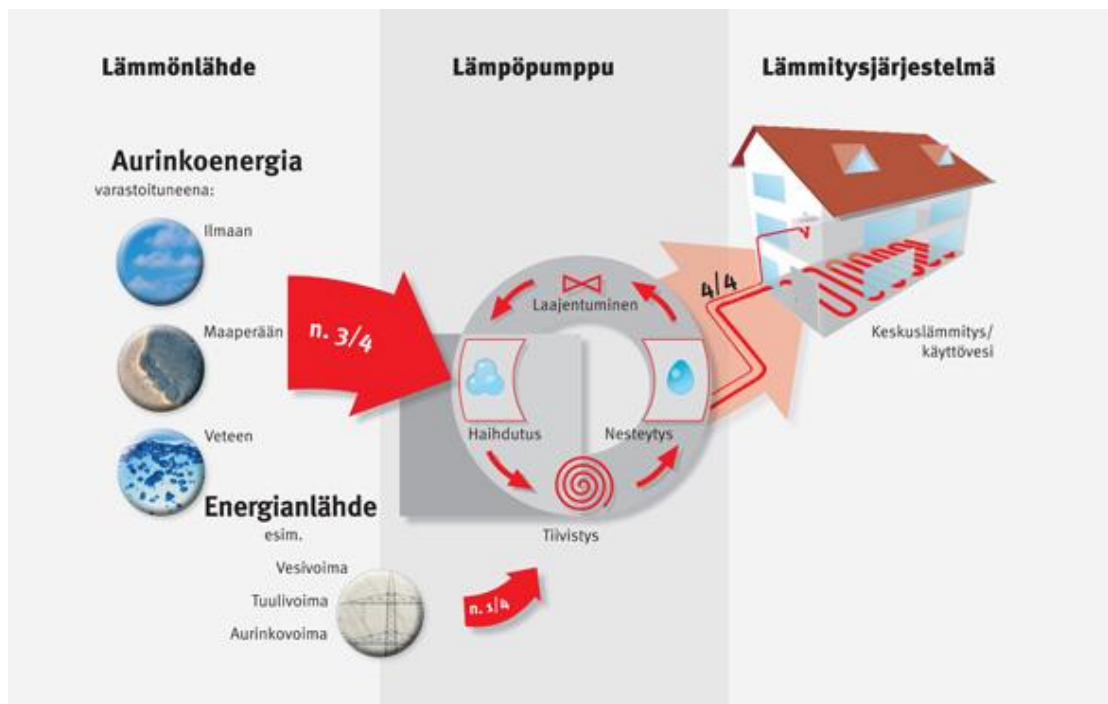 Lämmönlähde
Lämpöpumppu
Lämmitysjärjestelmä
Aurinkoenergia
varastoituneena:
Ilmaan
Maaperään
Veteen
n. 3/4
Laajentuminen
Haihdutus
Nesteytys
Tiivistys
4/4
Keskuslämmitys/
käyttövesi
Energianlähde
esim.
Vesivoima
Tuulivoima
Aurinkovoima
n. 1/4